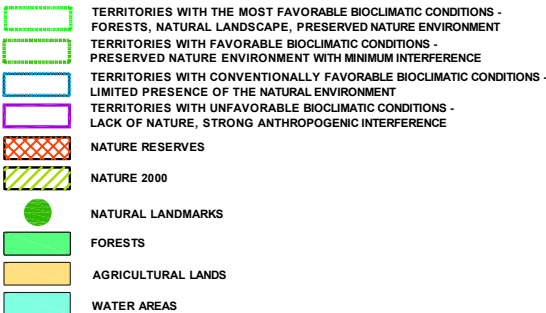 TERRITORIES WITH THE MOST FAVORABLE BIOCLIMATIC CONDITIONS -
FORESTS, NATURAL LANDSCAPE, PRESERVED NATURE ENVIRONMENT
TERRITORIES WITH FAVORABLE BIOCLIMATIC CONDITIONS -
PRESERVED NATURE ENVIRONMENT WITH MINIMUM INTERFERENCE
TERRITORIES WITH CONVENTIONALLY FAVORABLE BIOCLIMATIC CONDITIONS -
LIMITED PRESENCE OF THE NATURAL ENVIRONMENT
TERRITORIES WITH UNFAVORABLE BIOCLIMATIC CONDITIONS -
LACK OF NATURE, STRONG ANTHROPOGENIC INTERFERENCE
NATURE RESERVES
NATURE 2000
NATURAL LANDMARKS
FORESTS
AGRICULTURAL LANDS
WATER AREAS